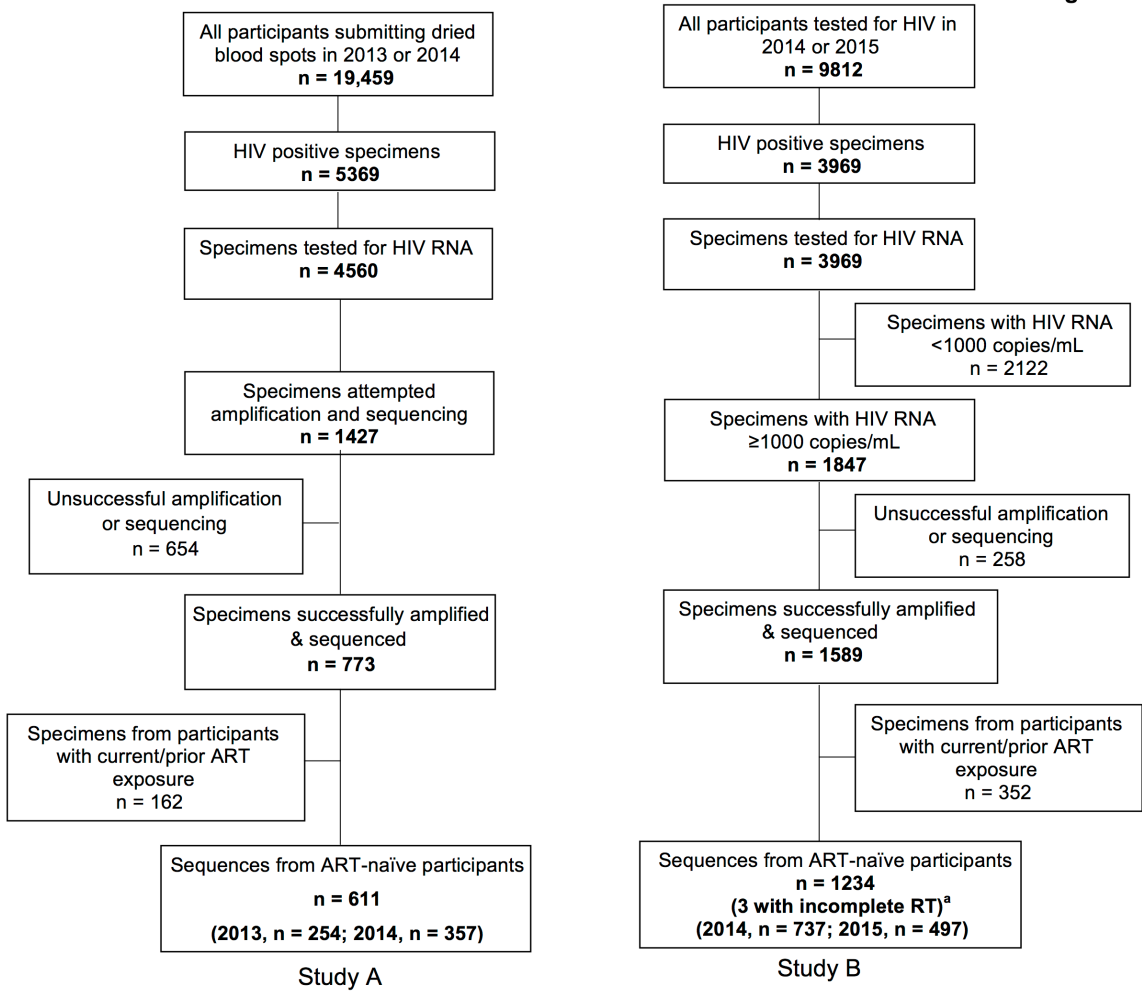 All participants submitting dried
blood spots in 2013 or 2014
n = 19,459
HIV positive specimens
n = 5369
Specimens tested for HIV RNA
n = 4560
Specimens attempted
amplification and sequencing
n = 1427
Unsuccessful amplification
or sequencing
n = 654
Specimens successfully amplified
& sequenced
n = 773
Specimens from participants
with current/prior ART
exposure
n = 162
Sequences from ART-naïve participants
n = 611
(2013, n = 254; 2014, n = 357)
Study A
All participants tested for HIV in
2014 or 2015
n = 9812
HIV positive specimens
n = 3969
Specimens tested for HIV RNA
n = 3969
Specimens with HIV RNA
<1000 copies/mL
n = 2122
Specimens with HIV RNA
≥1000 copies/mL
n = 1847
Unsuccessful amplification
or sequencing
n = 258
Specimens successfully amplified
& sequenced
n = 1589
Specimens from participants
with current/prior ART
exposure
n = 352
Sequences from ART-naïve participants
n = 1234
(3 with incomplete RT)ᵃ
(2014, n = 737; 2015, n = 497)
Study B